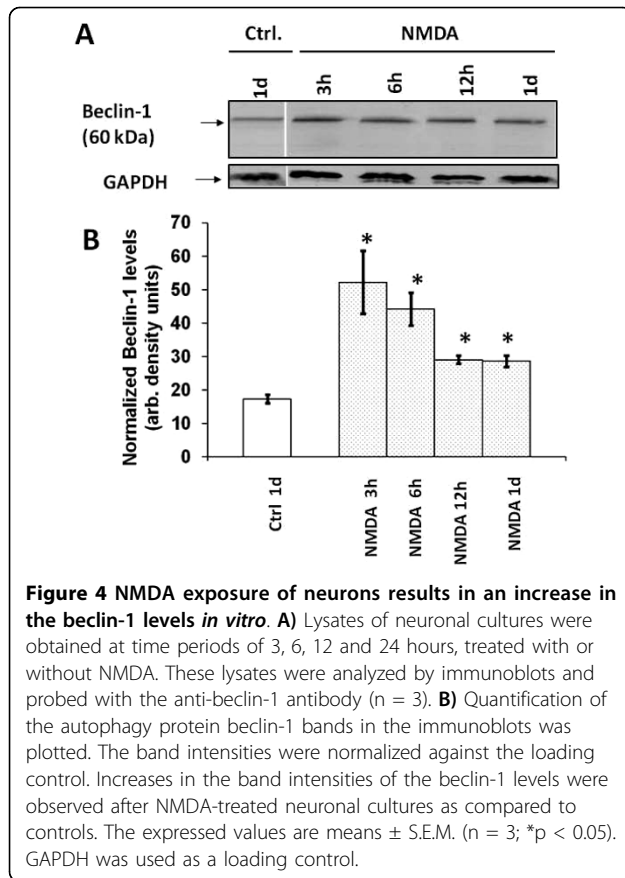 A
Ctrl.
NMDA
1d
3h
6h
12h
1d
Beclin-1
(60 kDa)
GAPDH
B
Normalized Beclin-1 levels
(arb. density units)
70
60
50
40
30
20
10
0
*
*
*
*
Ctrl 1d
NMDA 3h
NMDA 6h
NMDA 12h
NMDA 1d
Figure 4 NMDA exposure of neurons results in an increase in
the beclin-1 levels in vitro. A) Lysates of neuronal cultures were
obtained at time periods of 3, 6, 12 and 24 hours, treated with or
without NMDA. These lysates were analyzed by immunoblots and
probed with the anti-beclin-1 antibody (n = 3). B) Quantification of
the autophagy protein beclin-1 bands in the immunoblots was
plotted. The band intensities were normalized against the loading
control. Increases in the band intensities of the beclin-1 levels were
observed after NMDA-treated neuronal cultures as compared to
controls. The expressed values are means ± S.E.M. (n = 3; *p < 0.05).
GAPDH was used as a loading control.